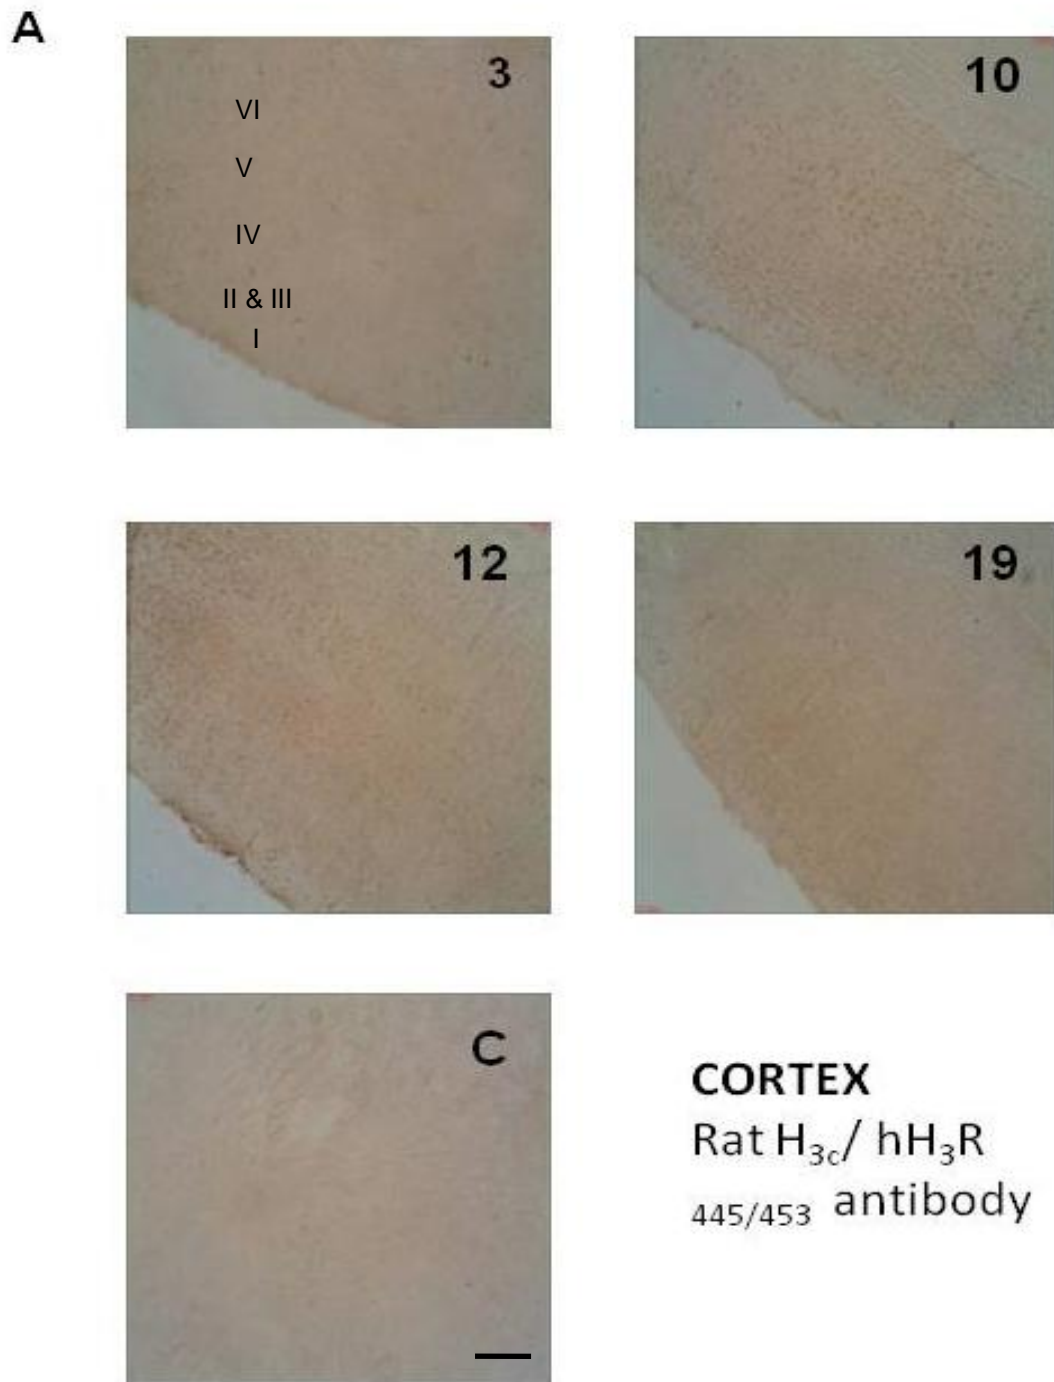 A
3
VI
V
IV
II & III
I
10
12
19
C
CORTEX
Rat H₃c/ hH₃R
445/453 antibody